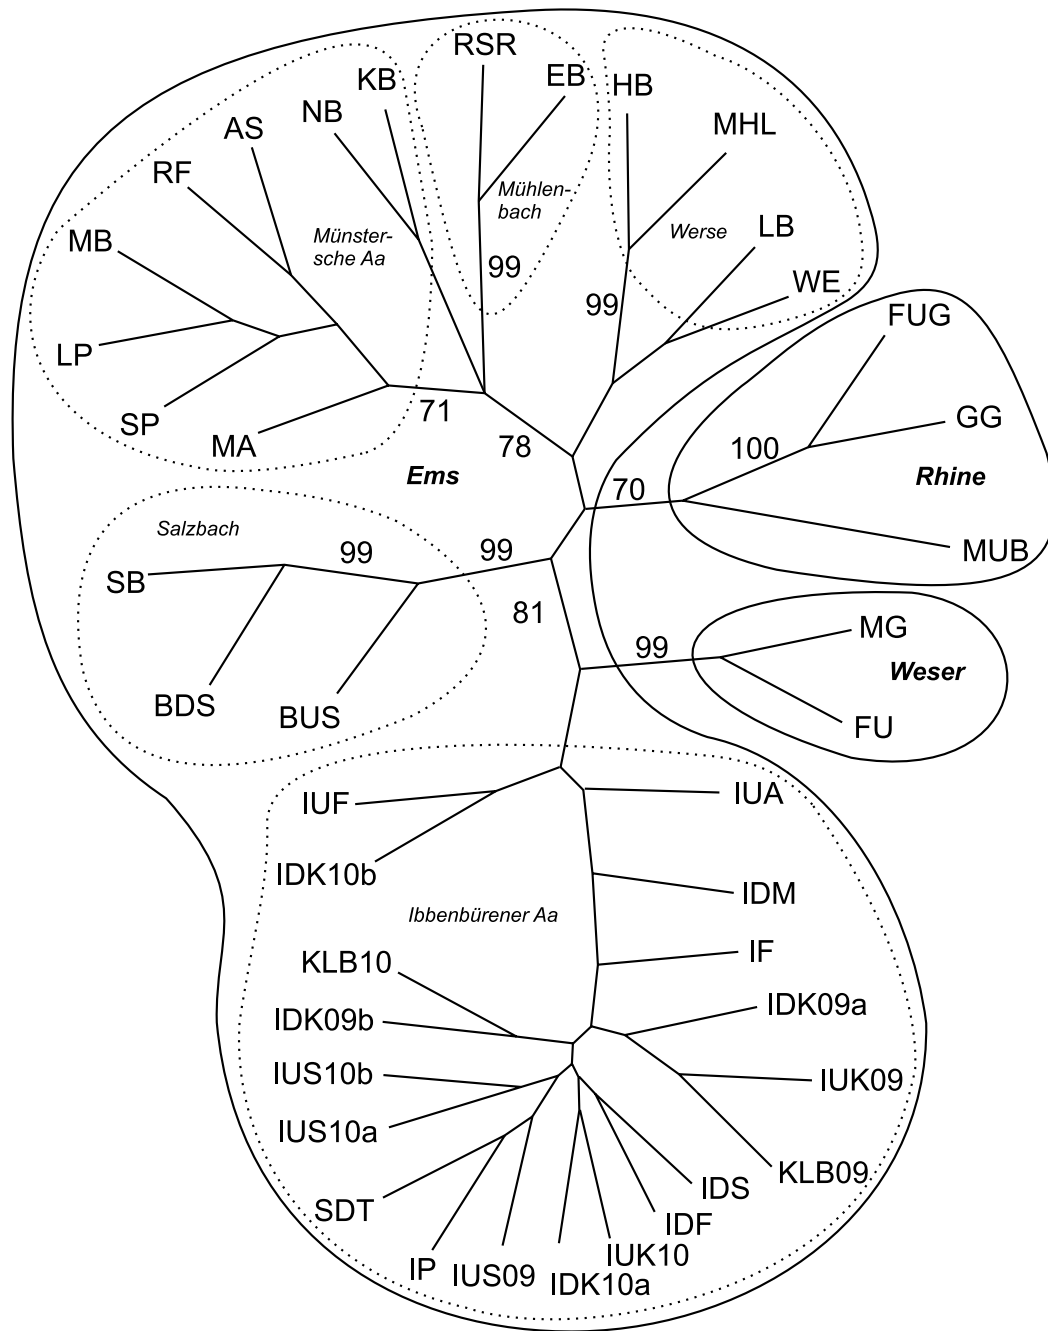 RSR
EB
KB
HB
NB
MHL
AS
RF
Mühlen-
bach
Münster-
sche Aa
Werse
LB
MB
99
WE
99
FUG
LP
71
GG
SP
MA
78
100
Ems
Rhine
70
Salzbach
99
99
MUB
SB
81
MG
99
Weser
BDS
BUS
FU
IUF
IUA
IDK10b
IDM
Ibbenbürener Aa
IF
KLB10
IDK09a
IDK09b
IUS10b
IUK09
IUS10a
KLB09
IDS
SDT
IDF
IUK10
IP
IUS09
IDK10a